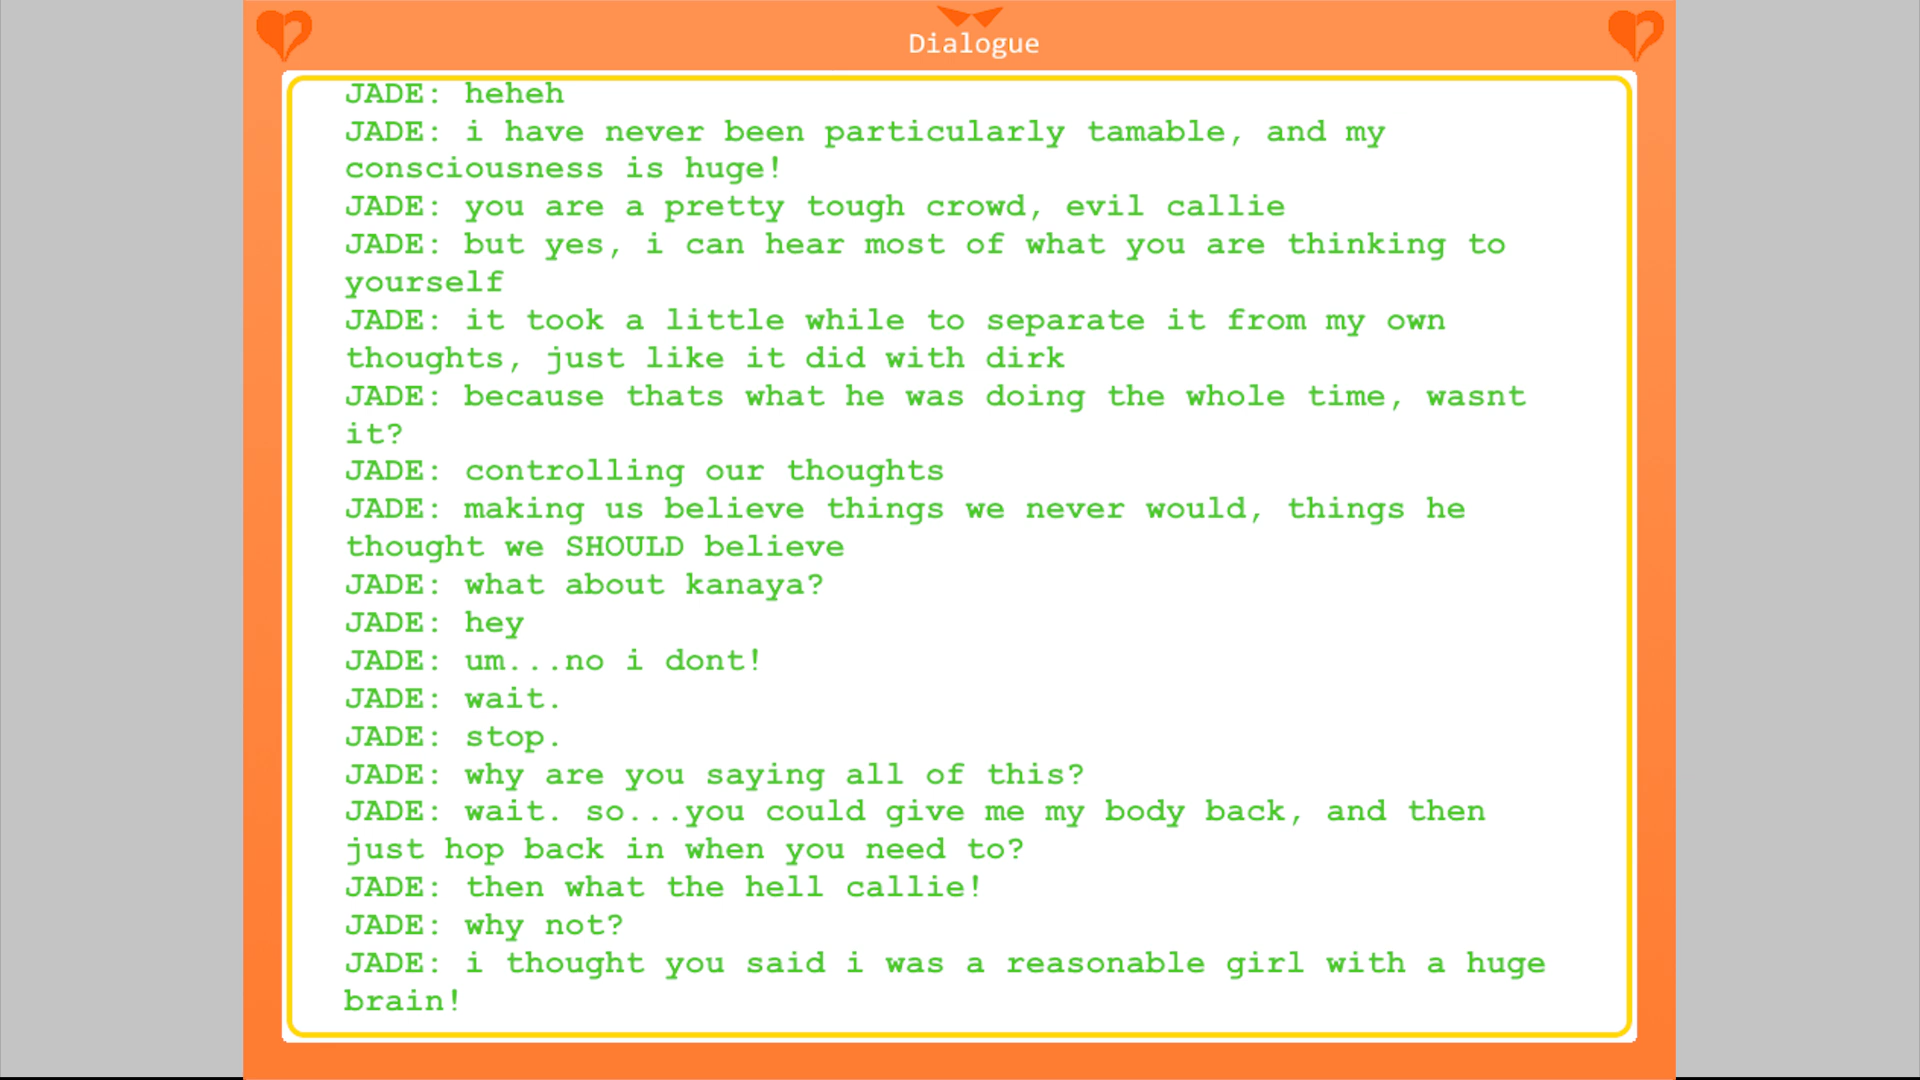 Dialogue
JADE: heheh
JADE: i have never been particularly tamable, and my
consciousness is huge!
JADE: you are a pretty tough crowd, evil callie
JADE: but yes, i can hear most of what you are thinking to
yourself
JADE: it took a little while to separate it from my own
thoughts, just like it did with dirk
JADE: because thats what he was doing the whole time, wasnt
it?
JADE: controlling our thoughts
JADE: making us believe things we never would, things he
thought we SHOULD believe
JADE: what about kanaya?
JADE: hey
JADE: um...no i dont!
JADE: wait.
JADE: stop.
JADE: why are you saying all of this?
JADE: wait. so...you could give me my body back, and then
just hop back in when you need to?
JADE: then what the hell callie!
JADE: why not?
JADE: i thought you said i was a reasonable girl with a huge
brain!